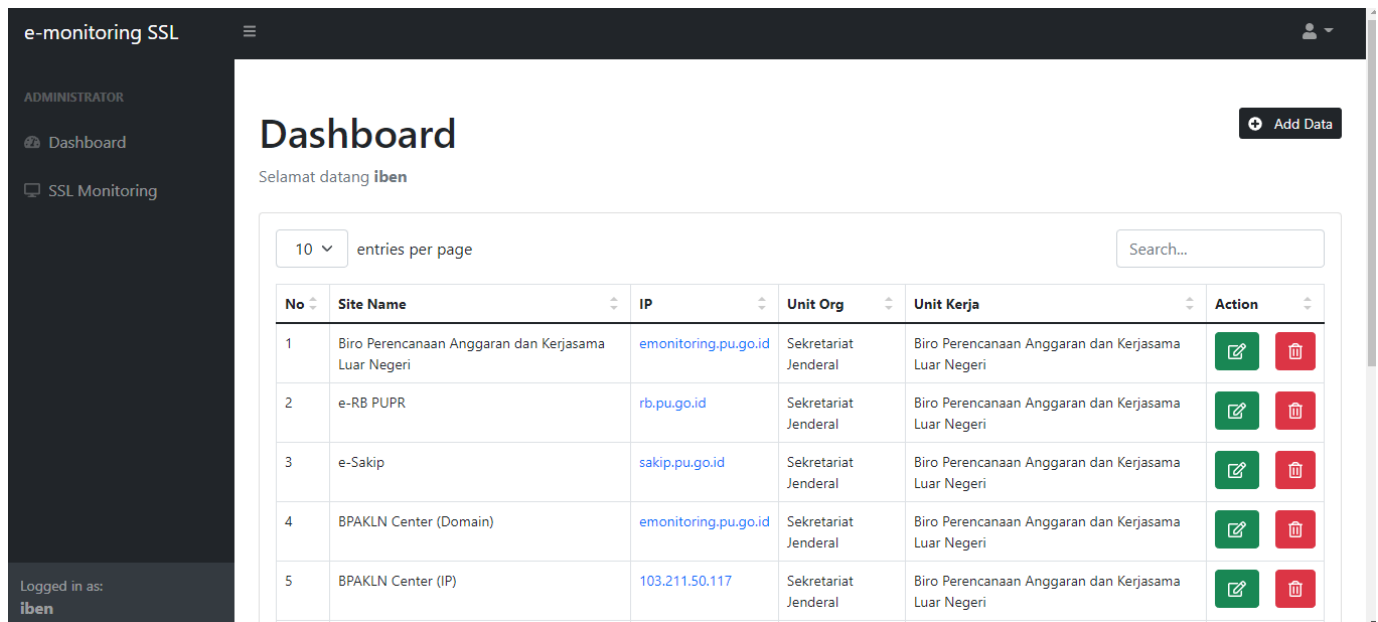 e-monitoring SSL
ADMINISTRATOR
Dashboard
SSL Monitoring
Logged in as:
iben
Dashboard
Add Data
Selamat datang iben
10 entries per page
Search...
No Site Name IP Unit Org Unit Kerja Action
1 Biro Perencanaan Anggaran dan Kerjasama emonitoring.pu.go.id Sekretariat Biro Perencanaan Anggaran dan Kerjasama
Luar Negeri Jenderal Luar Negeri
2 e-RB PUPR rb.pu.go.id Sekretariat Biro Perencanaan Anggaran dan Kerjasama
Jenderal Luar Negeri
3 e-Sakip sakip.pu.go.id Sekretariat Biro Perencanaan Anggaran dan Kerjasama
Jenderal Luar Negeri
4 BPAKLN Center (Domain) emonitoring.pu.go.id Sekretariat Biro Perencanaan Anggaran dan Kerjasama
Jenderal Luar Negeri
5 BPAKLN Center (IP) 103.211.50.117 Sekretariat Biro Perencanaan Anggaran dan Kerjasama
Jenderal Luar Negeri